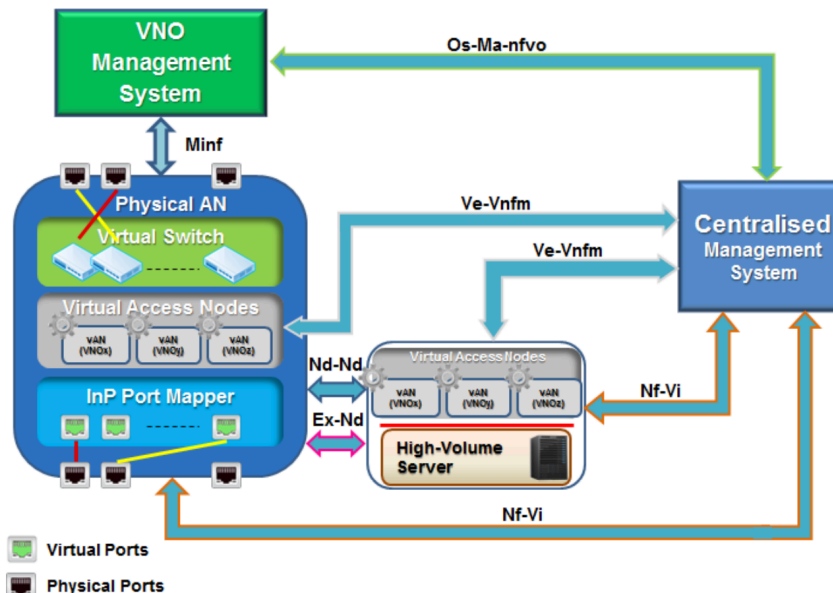 VNO
Management
System
Os-Ma-nfvo
Minf
Physical AN
Virtual Switch
Ve-Vnfm
Ve-Vnfm
Centralised
Management
System
Virtual Access Nodes
vAN
(VNOx)
vAN
(VNOy)
vAN
(VNOz)
Nd-Nd
Virtual Access Nodes
vAN
(VNOx)
vAN
(VNOy)
vAN
(VNOz)
Nf-Vi
InP Port Mapper
Ex-Nd
High-Volume
Server
Nf-Vi
Virtual Ports
Physical Ports